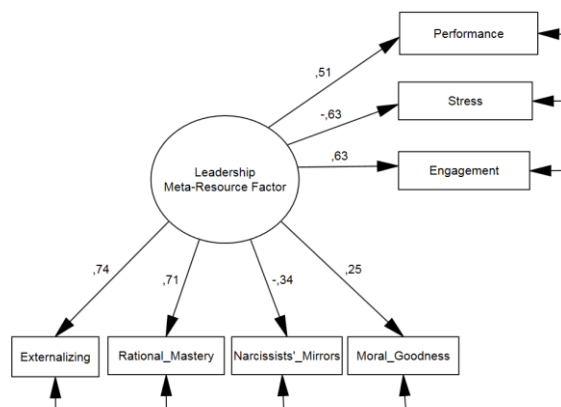 Performance
,51
-,63
Stress
Leadership
Meta-Resource Factor
,63
Engagement
,74
,71
-,34
,25
Externalizing
Rational_Mastery
Narcissists'_Mirrors
Moral_Goodness